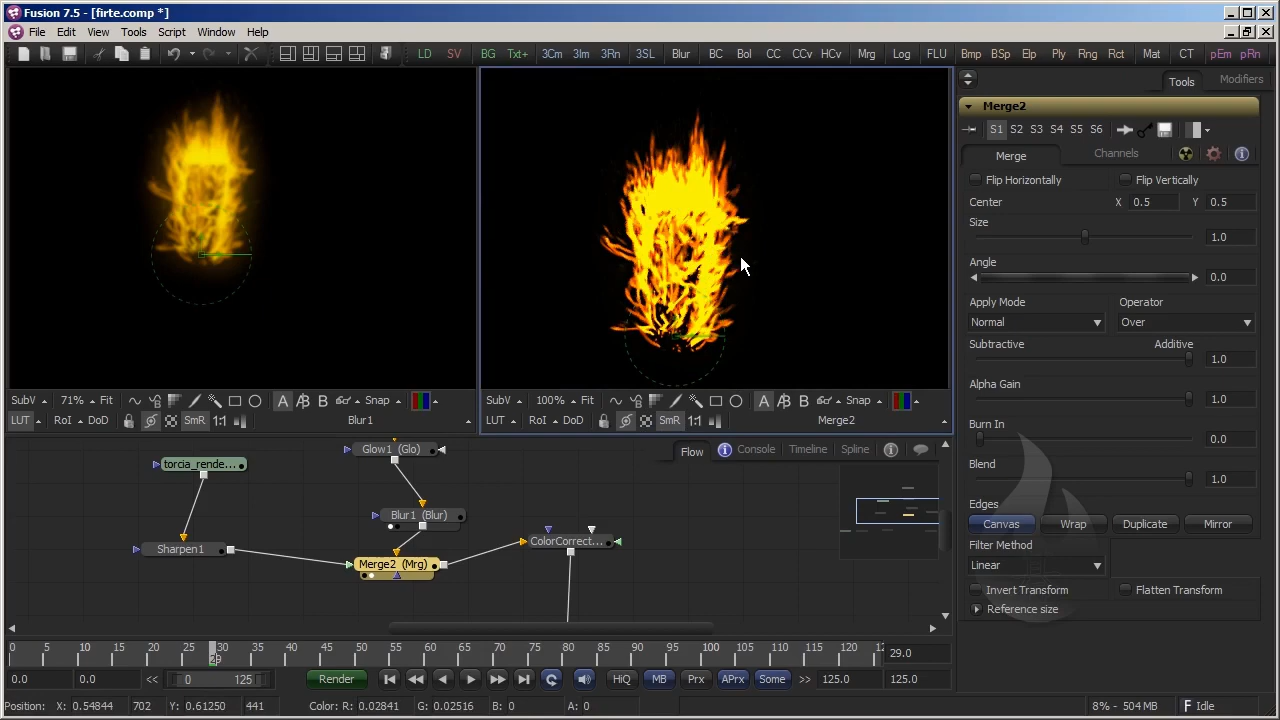 Fusion 7.5 - [firte.comp *]
File Edit View Tools Script Window Help
LD SV BG Txt+ 3Cm 3Im 3Rn 3SL Blur BC Bol CC CCv HCv Mrg Log FLU Bmp BSp Elp Ply Rng Rct Mat CT pEm pRn
Tools Modifiers
Merge2
S1 S2 S3 S4 S5 S6
Merge Channels
Flip Horizontally Flip Vertically
Center X 0.5 Y 0.5
Size
1.0
Angle
0.0
Apply Mode Operator
Normal Over
Subtractive Additive
1.0
Alpha Gain
1.0
Burn In
0.0
Blend
1.0
Edges
Canvas Wrap Duplicate Mirror
Filter Method
Linear
Invert Transform Flatten Transform
Reference size
SubV 71% Fit A B Snap
LUT RoI DoD SmR 1:1 Blur1
SubV 100% Fit A B Snap
LUT RoI DoD SmR 1:1 Merge2
Flow Console Timeline Spline
Glow1 (Glo)
torcia_rende...
Blur1 (Blur)
Sharpen1
ColorCorrect...
Merge2 (Mrg)
0 5 10 15 20 25 30 35 40 45 50 55 60 65 70 75 80 85 90 95 100 105 110 115 120
29
29.0
0.0 0.0 << 0 125 Render HiQ MB Prx APrx Some >> 125.0 125.0
Position: X: 0.54844 702 Y: 0.61250 441 Color: R: 0.02841 G: 0.02516 B: 0 A: 0 8% - 504 MB Idle